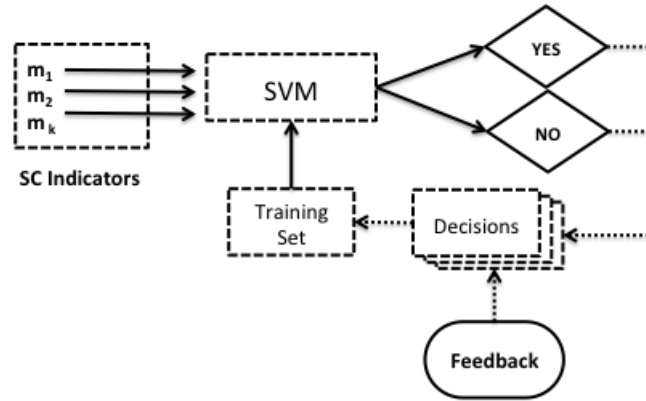 m1
m2
mk
SC Indicators
SVM
YES
NO
Training
Set
Decisions
Feedback